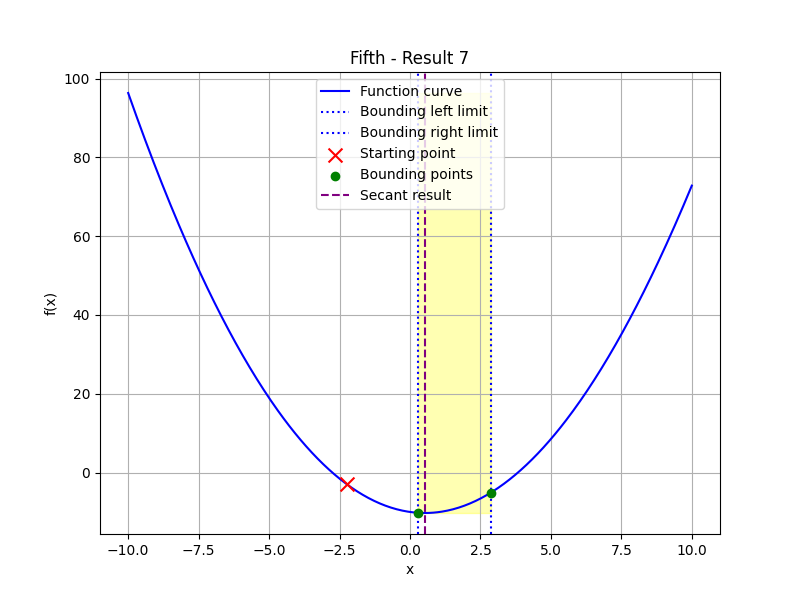 Fifth - Result 7
100
80
60
40
20
0
f(x)
Function curve
Bounding left limit
Bounding right limit
Starting point
Bounding points
Secant result
−10.0 −7.5 −5.0 −2.5 0.0 2.5 5.0 7.5 10.0
x